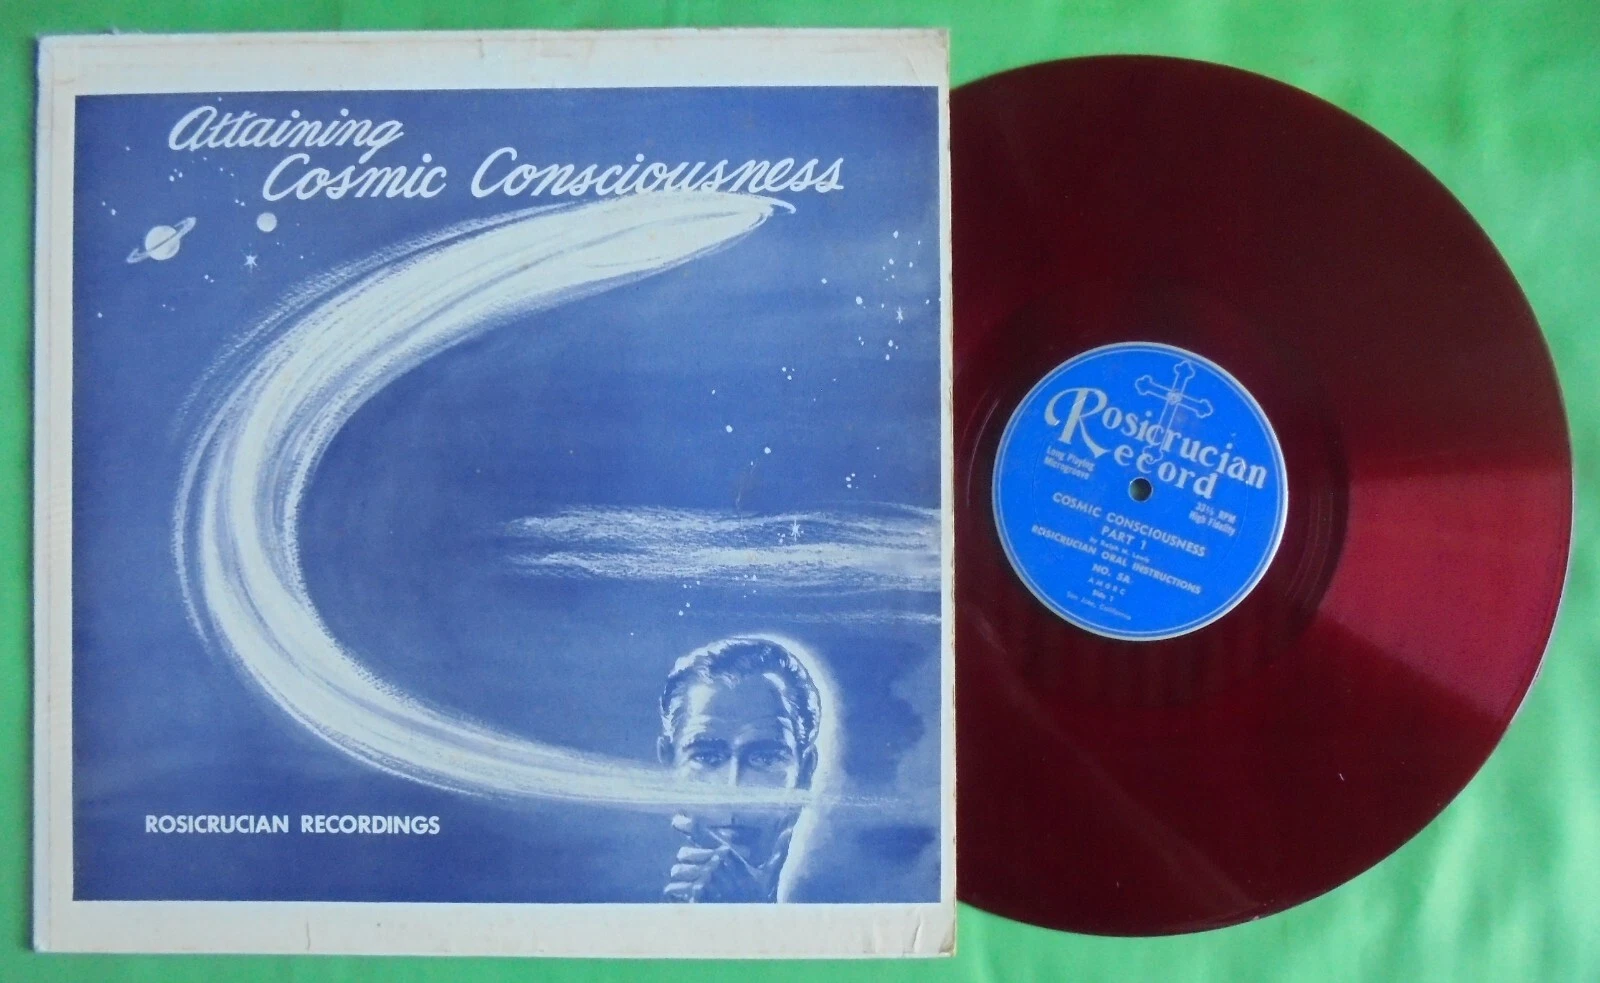 Attaining
Cosmic Consciousness
ROSICRUCIAN RECORDINGS
Rosicrucian
Record
Long Playing
Microgroove
33⅓ RPM
High Fidelity
COSMIC CONSCIOUSNESS
PART 1
by Ralph M. Lewis
ROSICRUCIAN ORAL INSTRUCTIONS
NO. 5A
A M O R C
Side 1
San Jose, California